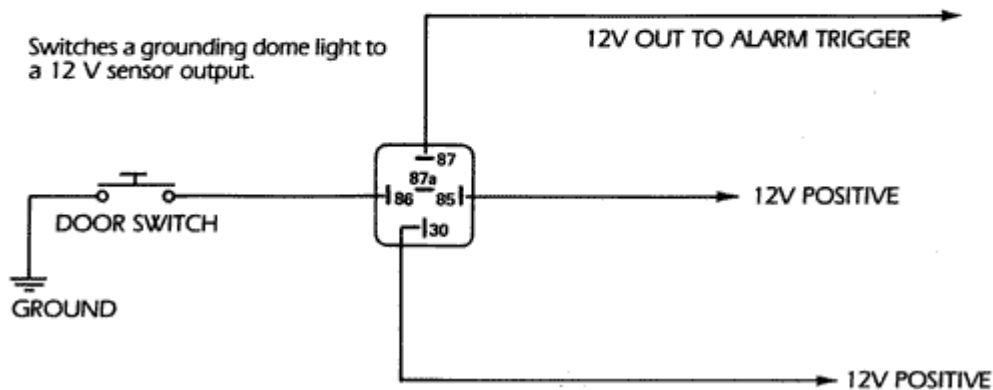 Switches a grounding dome light to
a 12 V sensor output.
12V OUT TO ALARM TRIGGER
87
87a
86
85
12V POSITIVE
DOOR SWITCH
30
GROUND
12V POSITIVE